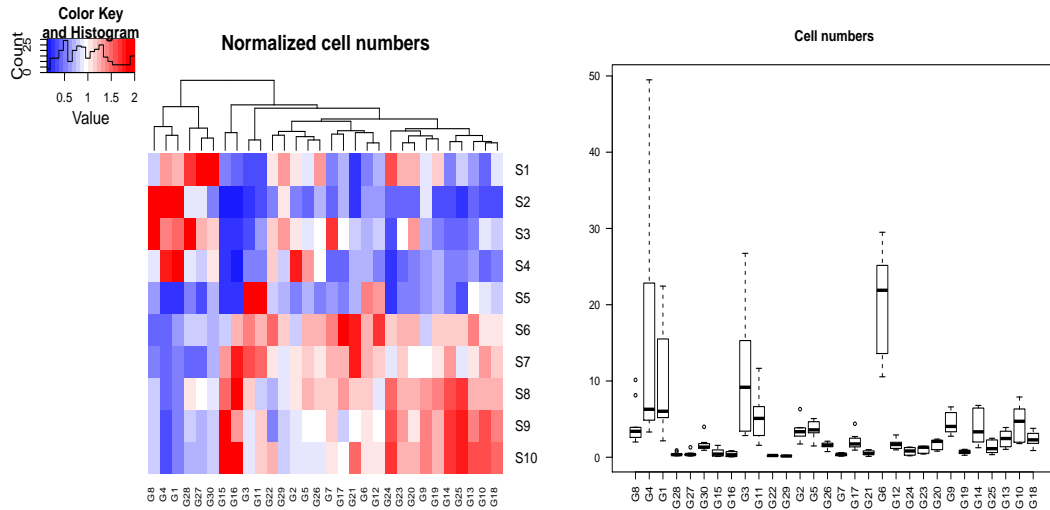 Color Key
and Histogram
Count
0
25
0.5
1
1.5
2
Value
Normalized cell numbers
S1
S2
S3
S4
S5
S6
S7
S8
S9
S10
G8 G4 G1 G28 G27 G30 G15 G16 G3 G11 G22 G29 G2 G5 G26 G7 G17 G21 G6 G12 G24 G23 G20 G9 G19 G14 G25 G13 G10 G18
Cell numbers
50
40
30
20
10
0
G8 G4 G1 G28 G27 G30 G15 G16 G3 G11 G22 G29 G2 G5 G26 G7 G17 G21 G6 G12 G24 G23 G20 G9 G19 G14 G25 G13 G10 G18